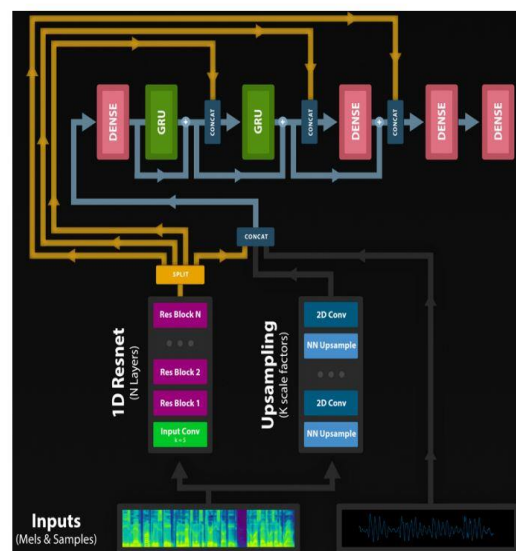 DENSE
GRU
+
CONCAT
GRU
+
CONCAT
DENSE
+
CONCAT
DENSE
DENSE
CONCAT
SPLIT
1D Resnet
(N Layers)
Res Block N
Res Block 2
Res Block 1
Input Conv
k = 5
Upsampling
(K scale factors)
2D Conv
NN Upsample
2D Conv
NN Upsample
Inputs
(Mels & Samples)